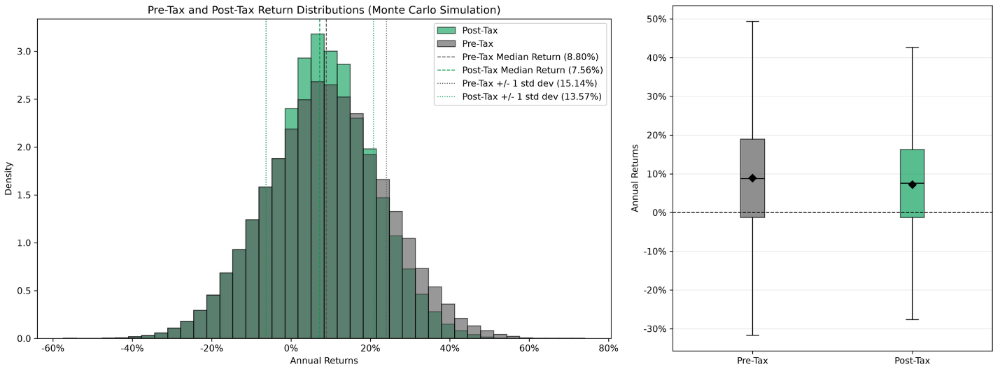 Pre-Tax and Post-Tax Return Distributions (Monte Carlo Simulation)
Post-Tax
Pre-Tax
Pre-Tax Median Return (8.80%)
Post-Tax Median Return (7.56%)
Pre-Tax +/- 1 std dev (15.14%)
Post-Tax +/- 1 std dev (13.57%)
Density
3.0
2.5
2.0
1.5
1.0
0.5
0.0
-60%
-40%
-20%
0%
20%
40%
60%
80%
Annual Returns
Annual Returns
50%
40%
30%
20%
10%
0%
-10%
-20%
-30%
Pre-Tax
Post-Tax